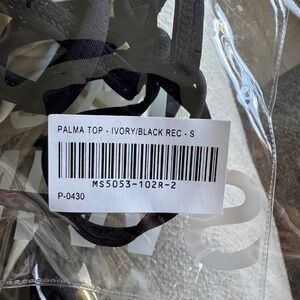 PALMA TOP - IVORY/BLACK REC - S
MS5053-102R-2
P-0430